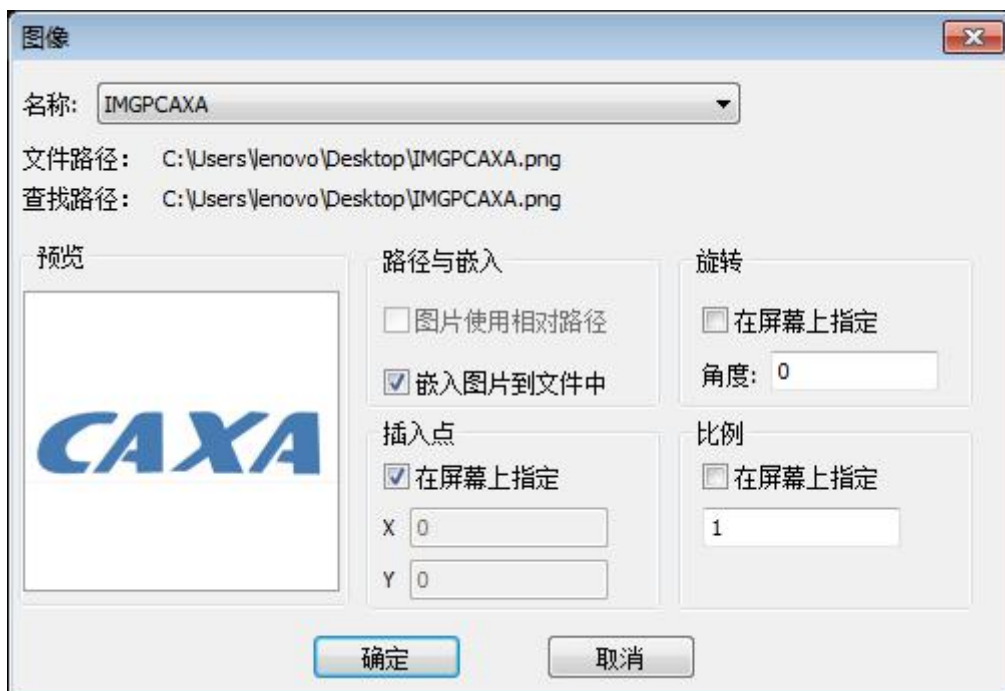 图像
名称: IMGPCAXA
文件路径: C:\Users\lenovo\Desktop\IMGPCAXA.png
查找路径: C:\Users\lenovo\Desktop\IMGPCAXA.png
预览
CAXA
路径与嵌入
图片使用相对路径
嵌入图片到文件中
旋转
在屏幕上指定
角度: 0
插入点
在屏幕上指定
X 0
Y 0
比例
在屏幕上指定
1
确定
取消